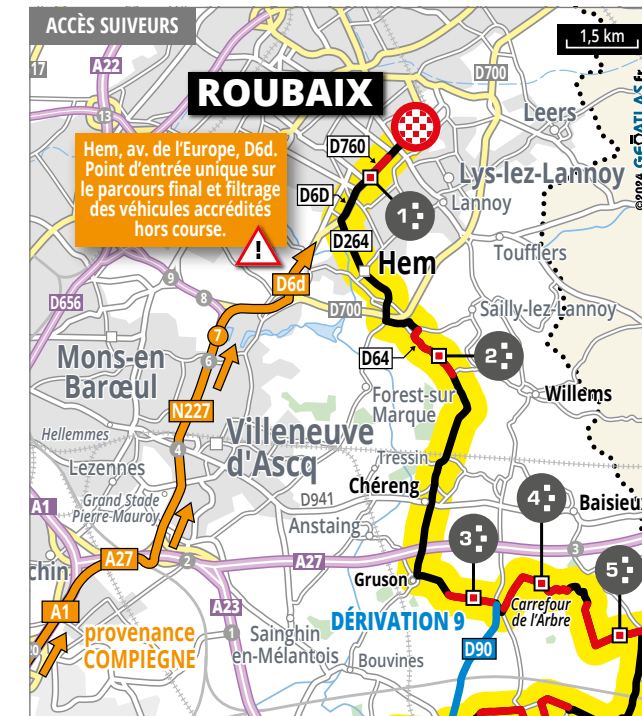 ACCÈS SUIVEURS
1,5 km
17
A22
D700
13
ROUBAIX
Leers
©2024 GEOATLAS.fr
Hem, av. de l'Europe, D6d.
Point d'entrée unique sur
le parcours final et filtrage
des véhicules accrédités
hors course.
!
D760
Lys-lez-Lannoy
D6D
1
Lannoy
D264
Hem
Toufflers
9
D6d
D656
8
D700
Sailly-lez-Lannoy
7
Mons-en
Barœul
6
D64
2
Forest-sur
Marque
Willems
N227
Hellemmes
Villeneuve
d'Ascq
4
Lezennes
Tressin
Grand Stade
Pierre-Mauroy
D941
Chéreng
4
Baisieux
A1
Anstaing
3
A27
2
A27
3
5
chin
Gruson
A1
A23
Carrefour
de l'Arbre
provenance
COMPIÈGNE
1
Sainghin
en-Mélantois
DÉRIVATION 9
D90
20
Bouvines